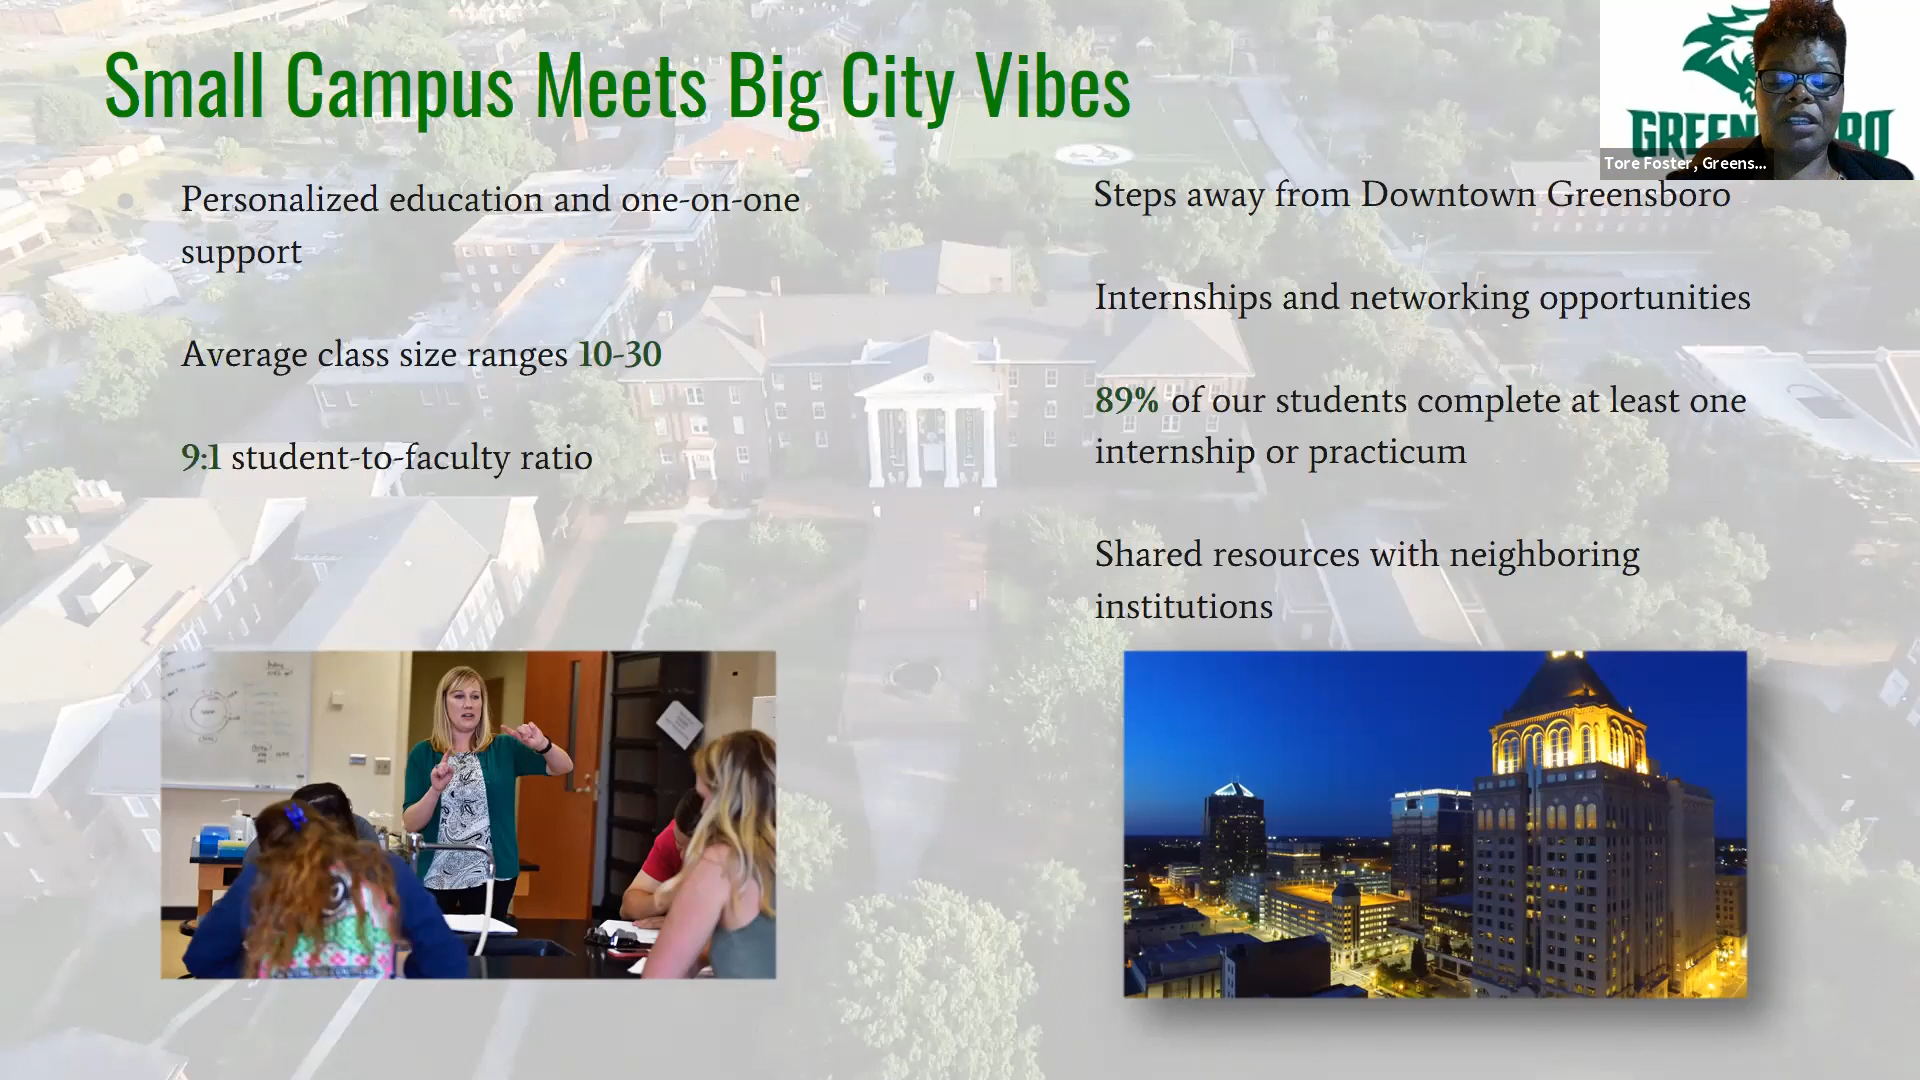 Small Campus Meets Big City Vibes
Personalized education and one-on-one
support
Average class size ranges 10-30
9:1 student-to-faculty ratio
Steps away from Downtown Greensboro
Internships and networking opportunities
89% of our students complete at least one
internship or practicum
Shared resources with neighboring
institutions
Tore Foster, Greens...